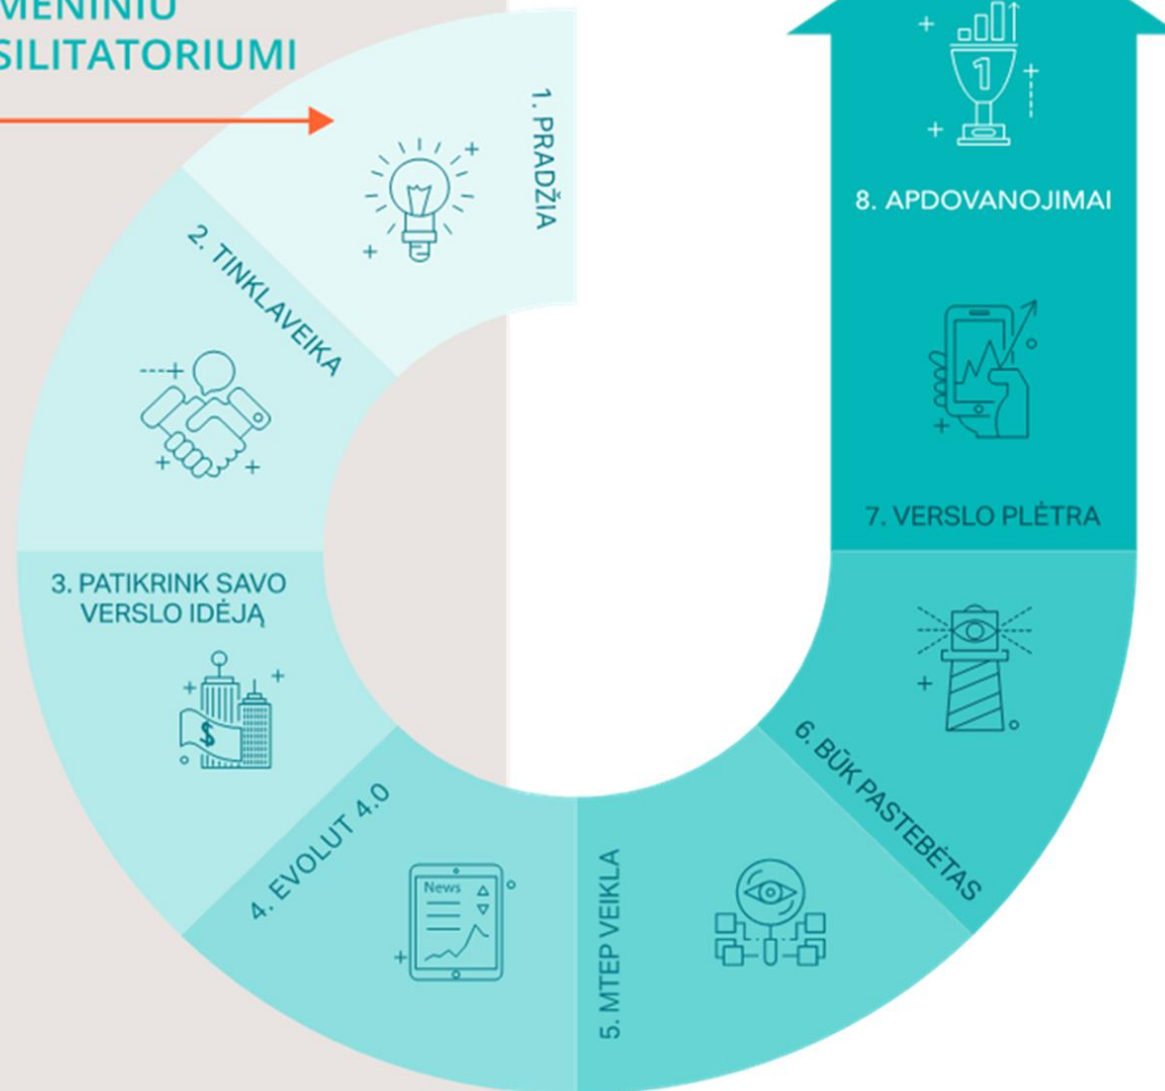 MENINIU
SILITATORIUMI
1. PRADŽIA
2. TINKLAVEIKA
3. PATIKRINK SAVO
VERSLO IDĖJĄ
$
4. EVOLUT 4.0
News
5. MTEP VEIKLA
6. BŪK PASTEBĖTAS
7. VERSLO PLĖTRA
8. APDOVANOJIMAI
1